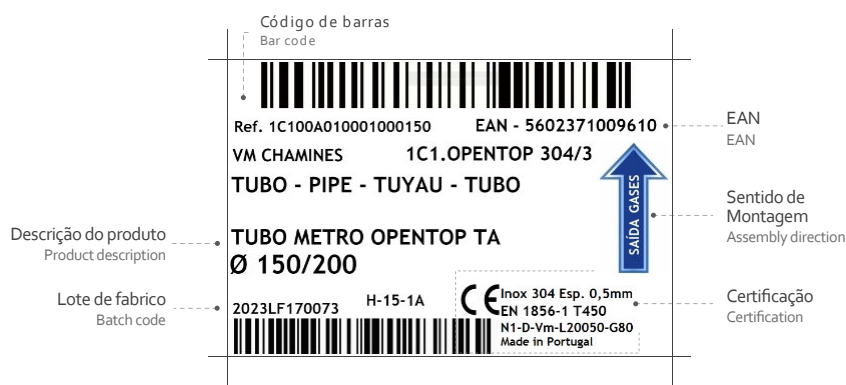 Código de barras
Bar code
Ref. 1C100A010001000150 EAN - 5602371009610
EAN
EAN
VM CHAMINES 1C1.OPENTOP 304/3
TUBO - PIPE - TUYAU - TUBO
SAÍDA GASES
Sentido de
Montagem
Assembly direction
Descrição do produto
Product description
TUBO METRO OPENTOP TA
Ø 150/200
Lote de fabrico
Batch code
2023LF170073 H-15-1A
CE
Inox 304 Esp. 0,5mm
EN 1856-1 T450
N1-D-Vm-L20050-G80
Made in Portugal
Certificação
Certification